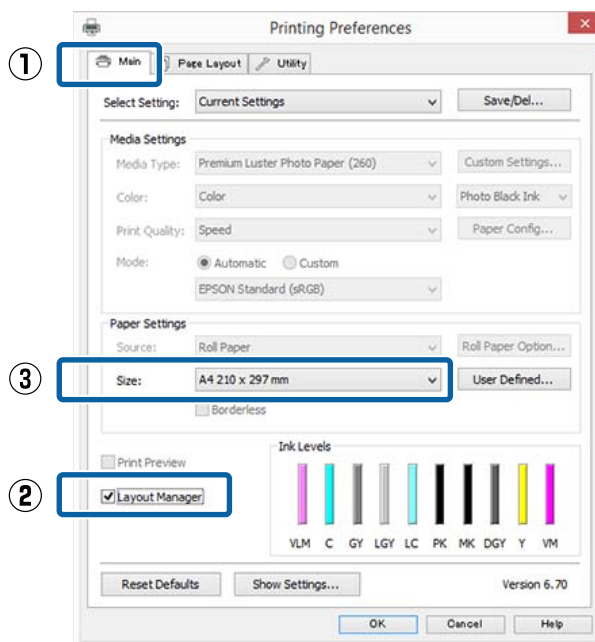 Printing Preferences
①
Main Page Layout Utility
Select Setting: Current Settings Save/Del...
Media Settings
Media Type: Premium Luster Photo Paper (260) Custom Settings...
Color: Color Photo Black Ink
Print Quality: Speed Paper Config...
Mode: Automatic Custom
EPSON Standard (sRGB)
Paper Settings
Source: Roll Paper Roll Paper Option...
③
Size: A4 210 x 297 mm User Defined...
Borderless
Ink Levels
Print Preview
②
Layout Manager
VLM C GY LGY LC PK MK DGY Y VM
Reset Defaults Show Settings... Version 6.70
OK Cancel Help